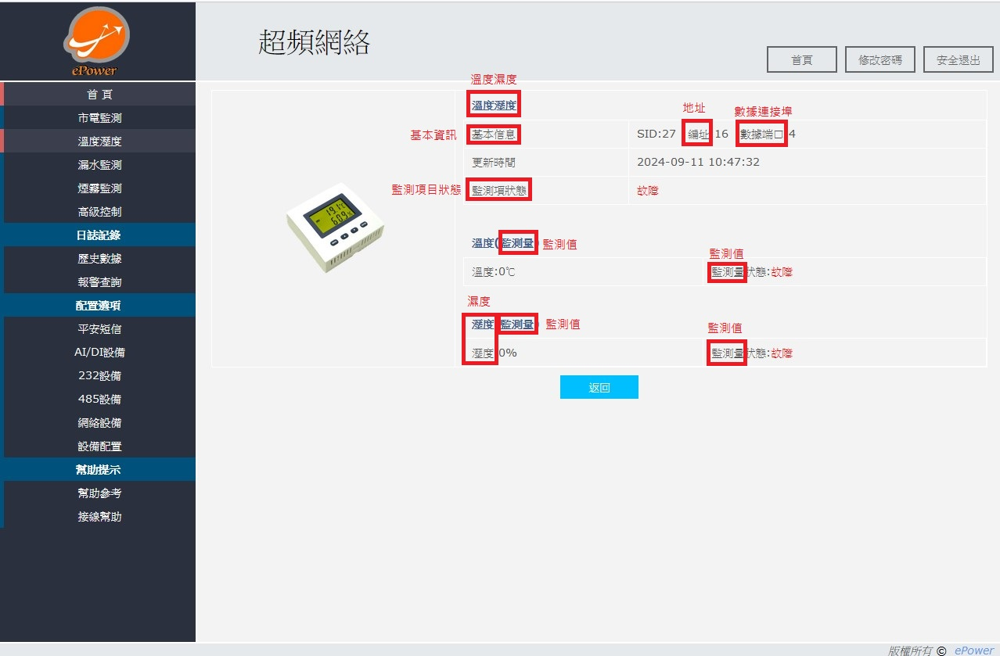 ePower
超頻網絡
首頁 修改密碼 安全退出
首 頁
市電監測
溫度溼度
漏水監測
煙霧監測
高級控制
日誌記錄
歷史數據
報警查詢
配置選項
平安短信
AI/DI設備
232設備
485設備
網絡設備
設備配置
幫助提示
幫助參考
接線幫助
溫度濕度
溫度溼度
地址 數據連接埠
基本資訊 基本信息 SID:27 編址 16 數據端口 4
更新時間 2024-09-11 10:47:32
監測項目狀態 監測項狀態 故障
溫度(監測量) 監測值
監測值
溫度:0℃ 監測量狀態:故障
濕度
溼度(監測量) 監測值
監測值
溼度:0% 監測量狀態:故障
19.1℃
60.9%
返回
版權所有 © ePower